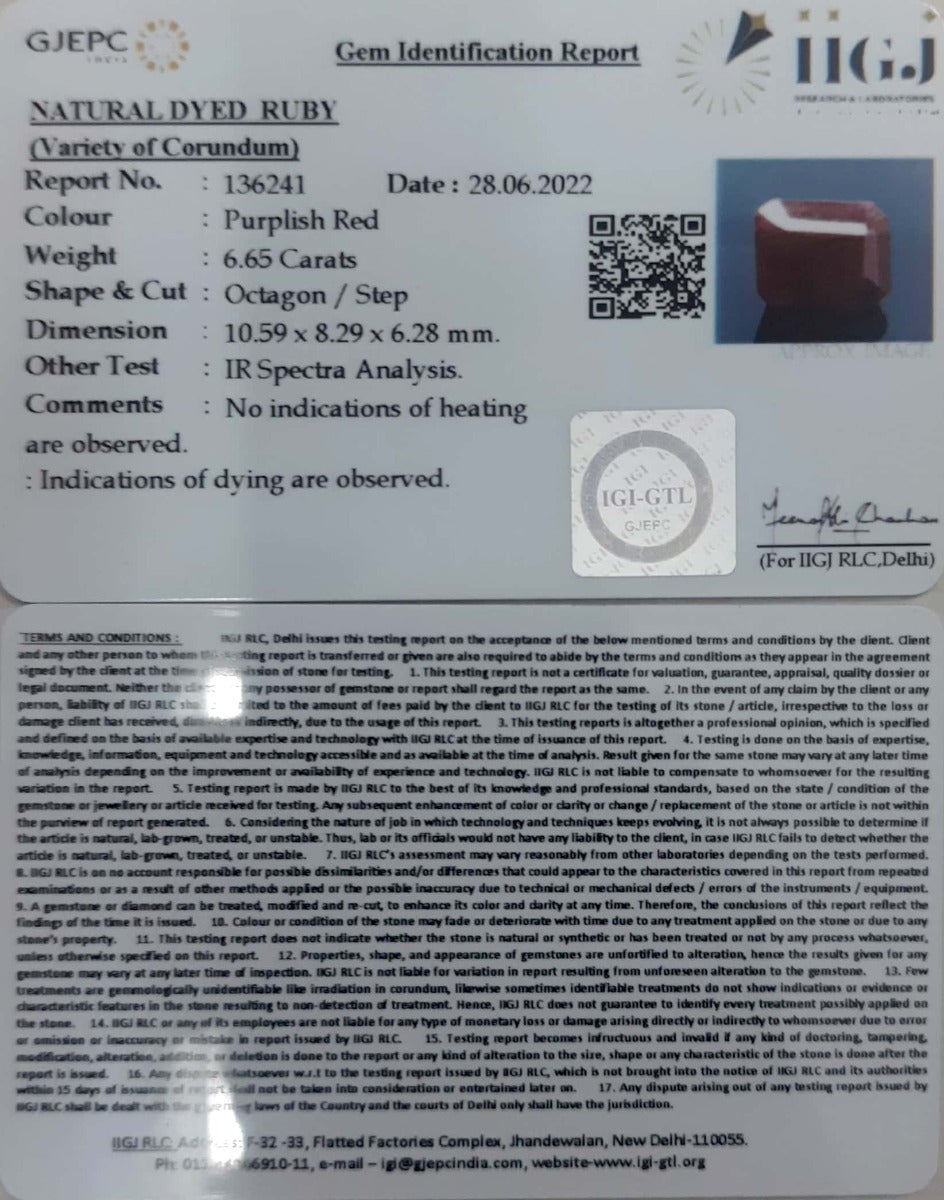 GJEPC
INDIA
Gem Identification Report
IIGJ
RESEARCH & LABORATORIES
NATURAL DYED RUBY
(Variety of Corundum)
Report No. : 136241 Date : 28.06.2022
Colour : Purplish Red
Weight : 6.65 Carats
Shape & Cut : Octagon / Step
Dimension : 10.59 x 8.29 x 6.28 mm.
APPROX IMAGE
Other Test : IR Spectra Analysis.
Comments : No indications of heating
are observed.
: Indications of dying are observed.
IGI
IGI-GTL
GJEPC
(For IIGJ RLC,Delhi)
TERMS AND CONDITIONS : IIGJ RLC, Delhi issues this testing report on the acceptance of the below mentioned terms and conditions by the client. Client
and any other person to whom testing report is transferred or given are also required to abide by the terms and conditions as they appear in the agreement
signed by the client at the time ission of stone for testing. 1. This testing report is not a certificate for valuation, guarantee, appraisal, quality dossier or
legal document. Neither the any possessor of gemstone or report shall regard the report as the same. 2. In the event of any claim by the client or any
person, liability of IIGJ RLC ited to the amount of fees paid by the client to IIGJ RLC for the testing of its stone / article, irrespective to the loss or
damage client has received, indirectly, due to the usage of this report. 3. This testing reports is altogether a professional opinion, which is specified
and defined on the basis of available expertise and technology with IIGJ RLC at the time of issuance of this report. 4. Testing is done on the basis of expertise,
knowledge, information, equipment and technology accessible and as available at the time of analysis. Result given for the same stone may vary at any later time
of analysis depending on the improvement or availability of experience and technology. IIGJ RLC is not liable to compensate to whomsoever for the resulting
variation in the report. 5. Testing report is made by IIGJ RLC to the best of its knowledge and professional standards, based on the state / condition of the
gemstone or jewellery or article received for testing. Any subsequent enhancement of color or clarity or change / replacement of the stone or article is not within
the purview of report generated. 6. Considering the nature of job in which technology and techniques keeps evolving, it is not always possible to determine if
the article is natural, lab-grown, treated, or unstable. Thus, lab or its officials would not have any liability to the client, in case IIGJ RLC fails to detect whether the
article is natural, lab-grown, treated, or unstable. 7. IIGJ RLC's assessment may vary reasonably from other laboratories depending on the tests performed.
8. IIGJ RLC is on no account responsible for possible dissimilarities and/or differences that could appear to the characteristics covered in this report from repeated
examinations or as a result of other methods applied or the possible inaccuracy due to technical or mechanical defects / errors of the instruments / equipment.
9. A gemstone or diamond can be treated, modified and re-cut, to enhance its color and clarity at any time. Therefore, the conclusions of this report reflect the
findings of the time it is issued. 10. Colour or condition of the stone may fade or deteriorate with time due to any treatment applied on the stone or due to any
stone's property. 11. This testing report does not indicate whether the stone is natural or synthetic or has been treated or not by any process whatsoever,
unless otherwise specified on this report. 12. Properties, shape, and appearance of gemstones are unfortified to alteration, hence the results given for any
gemstone may vary at any later time of inspection. IIGJ RLC is not liable for variation in report resulting from unforeseen alteration to the gemstone. 13. Few
treatments are gemmologically unidentifiable like irradiation in corundum, likewise sometimes identifiable treatments do not show indications or evidence or
characteristic features in the stone resulting to non-detection of treatment. Hence, IIGJ RLC does not guarantee to identify every treatment possibly applied on
the stone. 14. IIGJ RLC or any of its employees are not liable for any type of monetary loss or damage arising directly or indirectly to whomsoever due to error
or omission or inaccuracy or mistake in report issued by IIGJ RLC. 15. Testing report becomes infructuous and invalid if any kind of doctoring, tampering,
modification, alteration, addition, or deletion is done to the report or any kind of alteration to the size, shape or any characteristic of the stone is done after the
report is issued. 16. Any dispute whatsoever w.r.t to the testing report issued by IIGJ RLC, which is not brought into the notice of IIGJ RLC and its authorities
within 15 days of issuance of report shall not be taken into consideration or entertained later on. 17. Any dispute arising out of any testing report issued by
IIGJ RLC shall be dealt with the governing laws of the Country and the courts of Delhi only shall have the jurisdiction.
IIGJ RLC Address: F-32 -33, Flatted Factories Complex, Jhandewalan, New Delhi-110055.
Ph: 6910-11, e-mail – igi@gjepcindia.com, website-www.igi-gtl.org